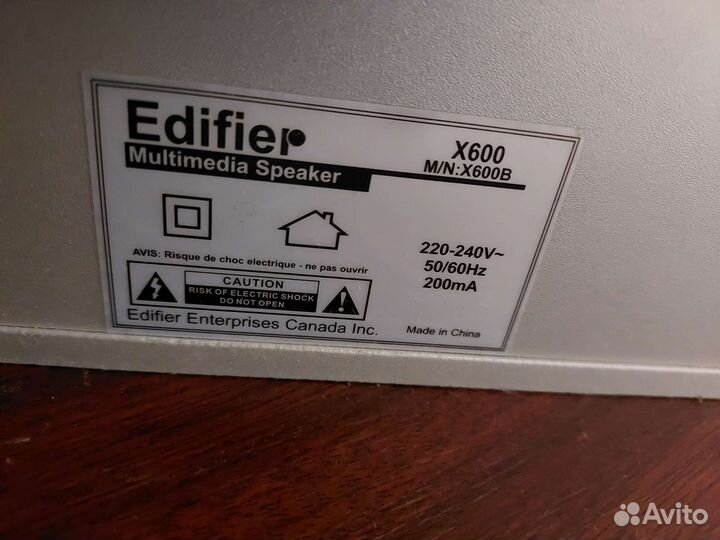 Edifier
Multimedia Speaker
X600
M/N:X600B
AVIS: Risque de choc electrique - ne pas ouvrir
220-240V~
50/60Hz
200mA
CAUTION
RISK OF ELECTRIC SHOCK
DO NOT OPEN
Edifier Enterprises Canada Inc.
Made in China
Avito